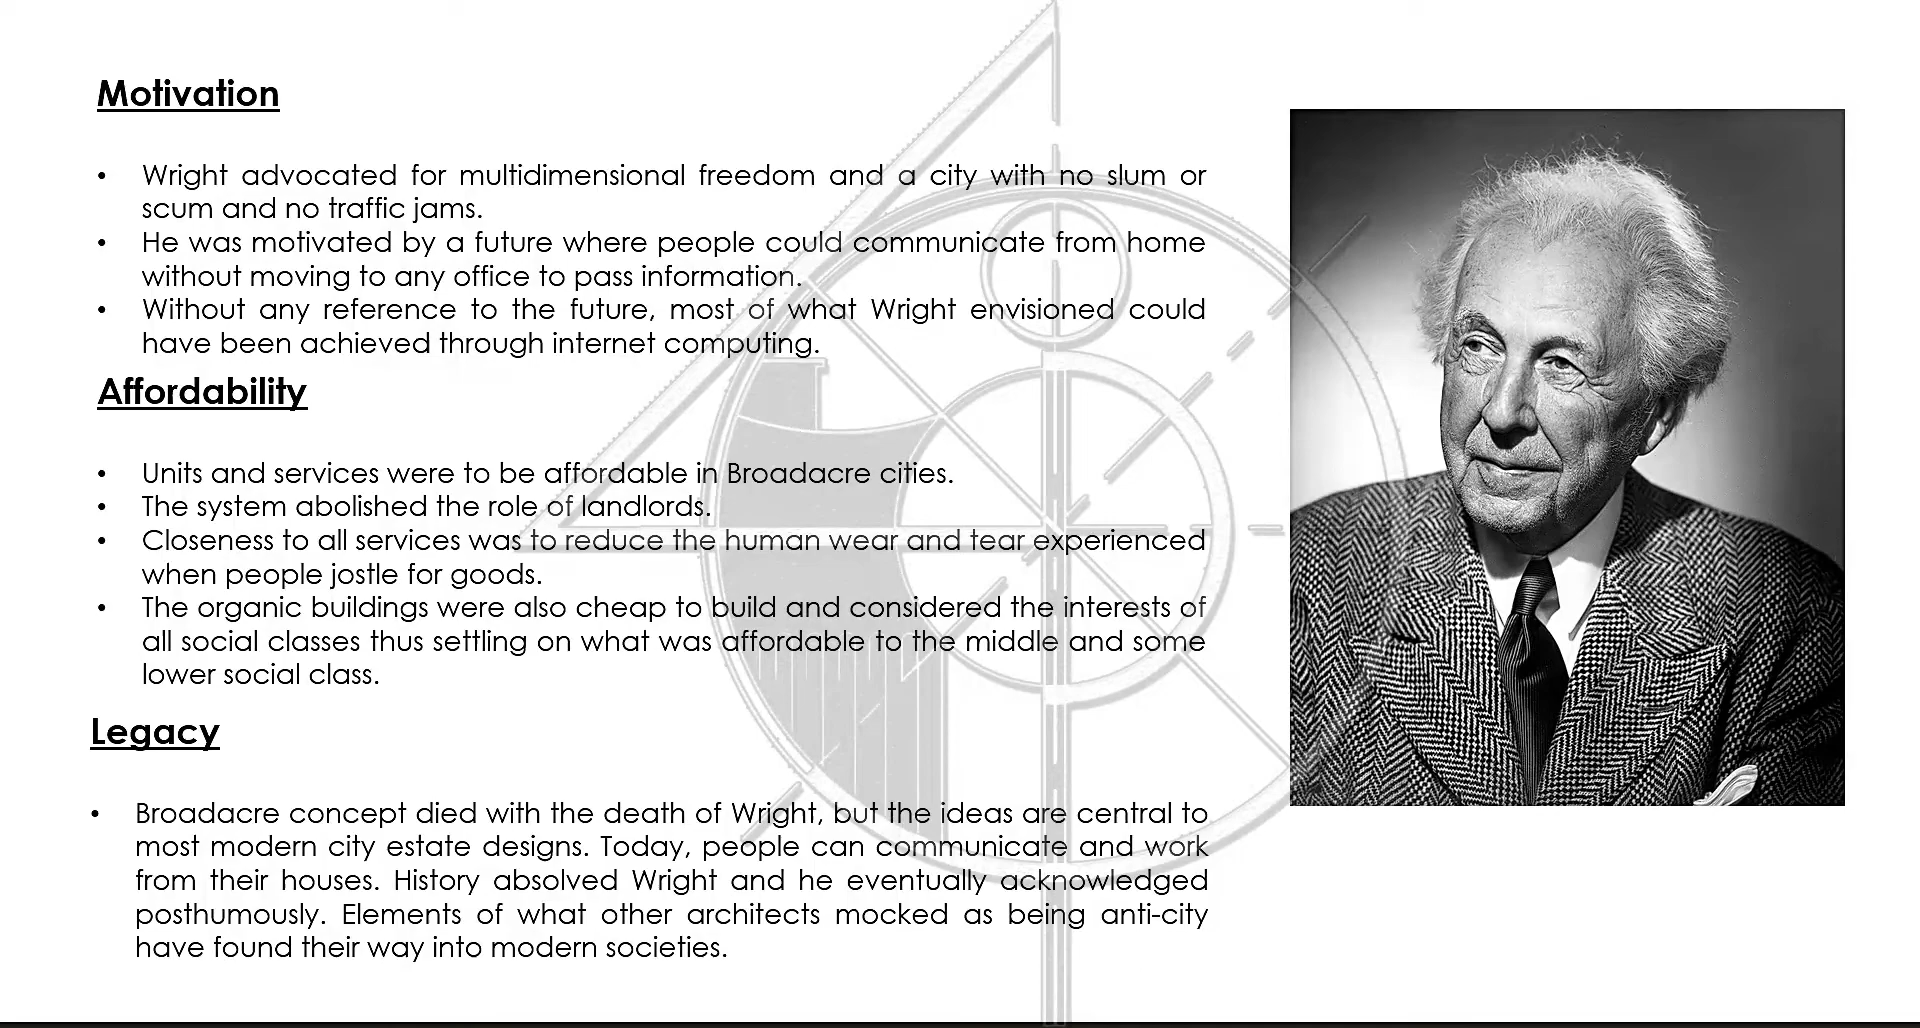 Motivation
• Wright advocated for multidimensional freedom and a city with no slum or
scum and no traffic jams.
• He was motivated by a future where people could communicate from home
without moving to any office to pass information.
• Without any reference to the future, most of what Wright envisioned could
have been achieved through internet computing.
Affordability
• Units and services were to be affordable in Broadacre cities.
• The system abolished the role of landlords.
• Closeness to all services was to reduce the human wear and tear experienced
when people jostle for goods.
• The organic buildings were also cheap to build and considered the interests of
all social classes thus settling on what was affordable to the middle and some
lower social class.
Legacy
• Broadacre concept died with the death of Wright, but the ideas are central to
most modern city estate designs. Today, people can communicate and work
from their houses. History absolved Wright and he eventually acknowledged
posthumously. Elements of what other architects mocked as being anti-city
have found their way into modern societies.